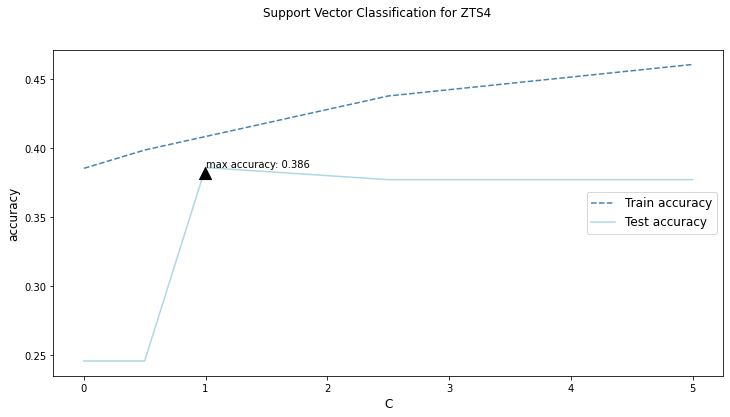 Support Vector Classification for ZTS4
0.45
0.40
0.35
0.30
0.25
accuracy
max accuracy: 0.386
Train accuracy
Test accuracy
0 1 2 3 4 5
C